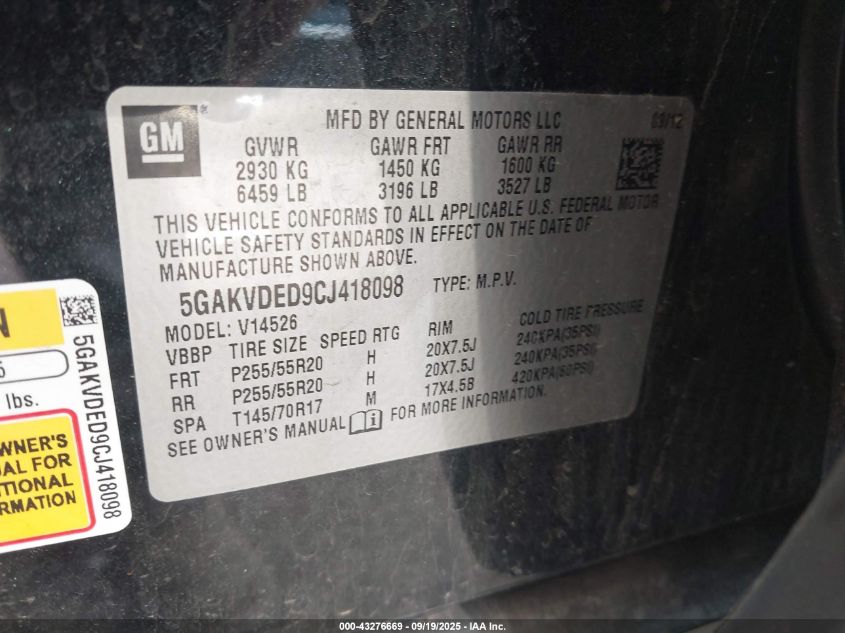 GM
®
MFD BY GENERAL MOTORS LLC
GVWR GAWR FRT GAWR RR
2930 KG 1450 KG 1600 KG
6459 LB 3196 LB 3527 LB
THIS VEHICLE CONFORMS TO ALL APPLICABLE U.S. FEDERAL MOTOR
VEHICLE SAFETY STANDARDS IN EFFECT ON THE DATE OF
MANUFACTURE SHOWN ABOVE.
5GAKVDED9CJ418098 TYPE: M.P.V.
MODEL: V14526
VBBP TIRE SIZE SPEED RTG RIM COLD TIRE PRESSURE
FRT P255/55R20 H 20X7.5J 240KPA(35PSI)
RR P255/55R20 H 20X7.5J 240KPA(35PSI)
SPA T145/70R17 M 17X4.5B 420KPA(60PSI)
SEE OWNER'S MANUAL i FOR MORE INFORMATION.
N
lbs.
WNER'S
UAL FOR
ITIONAL
RMATION
5GAKVDED9CJ418098
000-43276669 - 09/19/2025 - IAA Inc.